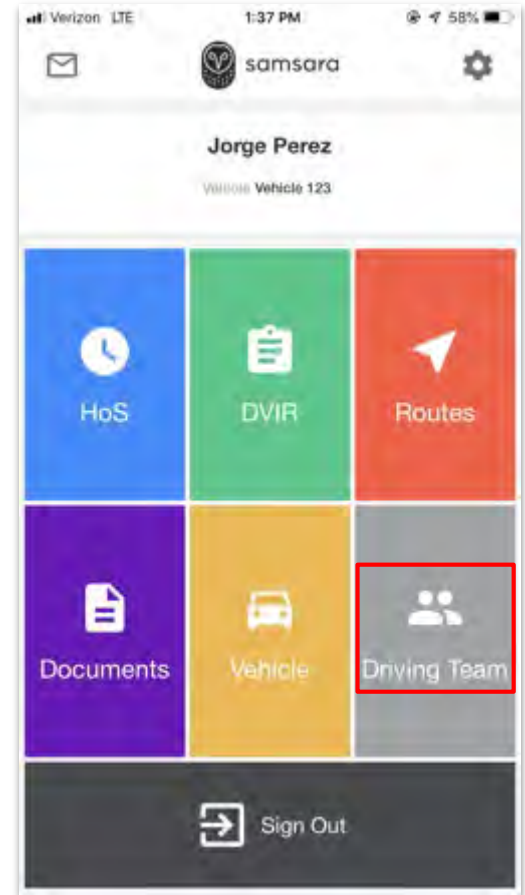 Verizon LTE 1:37 PM 58%
samsara
Jorge Perez
Vehicle Vehicle 123
HoS DVIR Routes
Documents Vehicle Driving Team
Sign Out